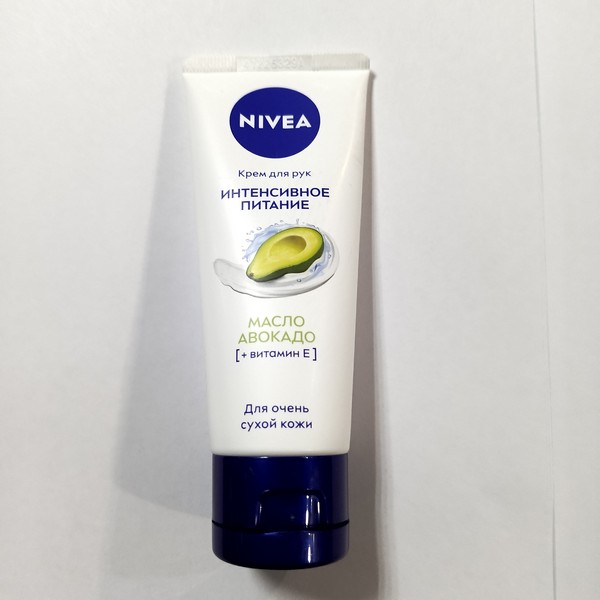 NIVEA
Крем для рук
ИНТЕНСИВНОЕ
ПИТАНИЕ
МАСЛО
АВОКАДО
[+ витамин Е]
Для очень
сухой кожи